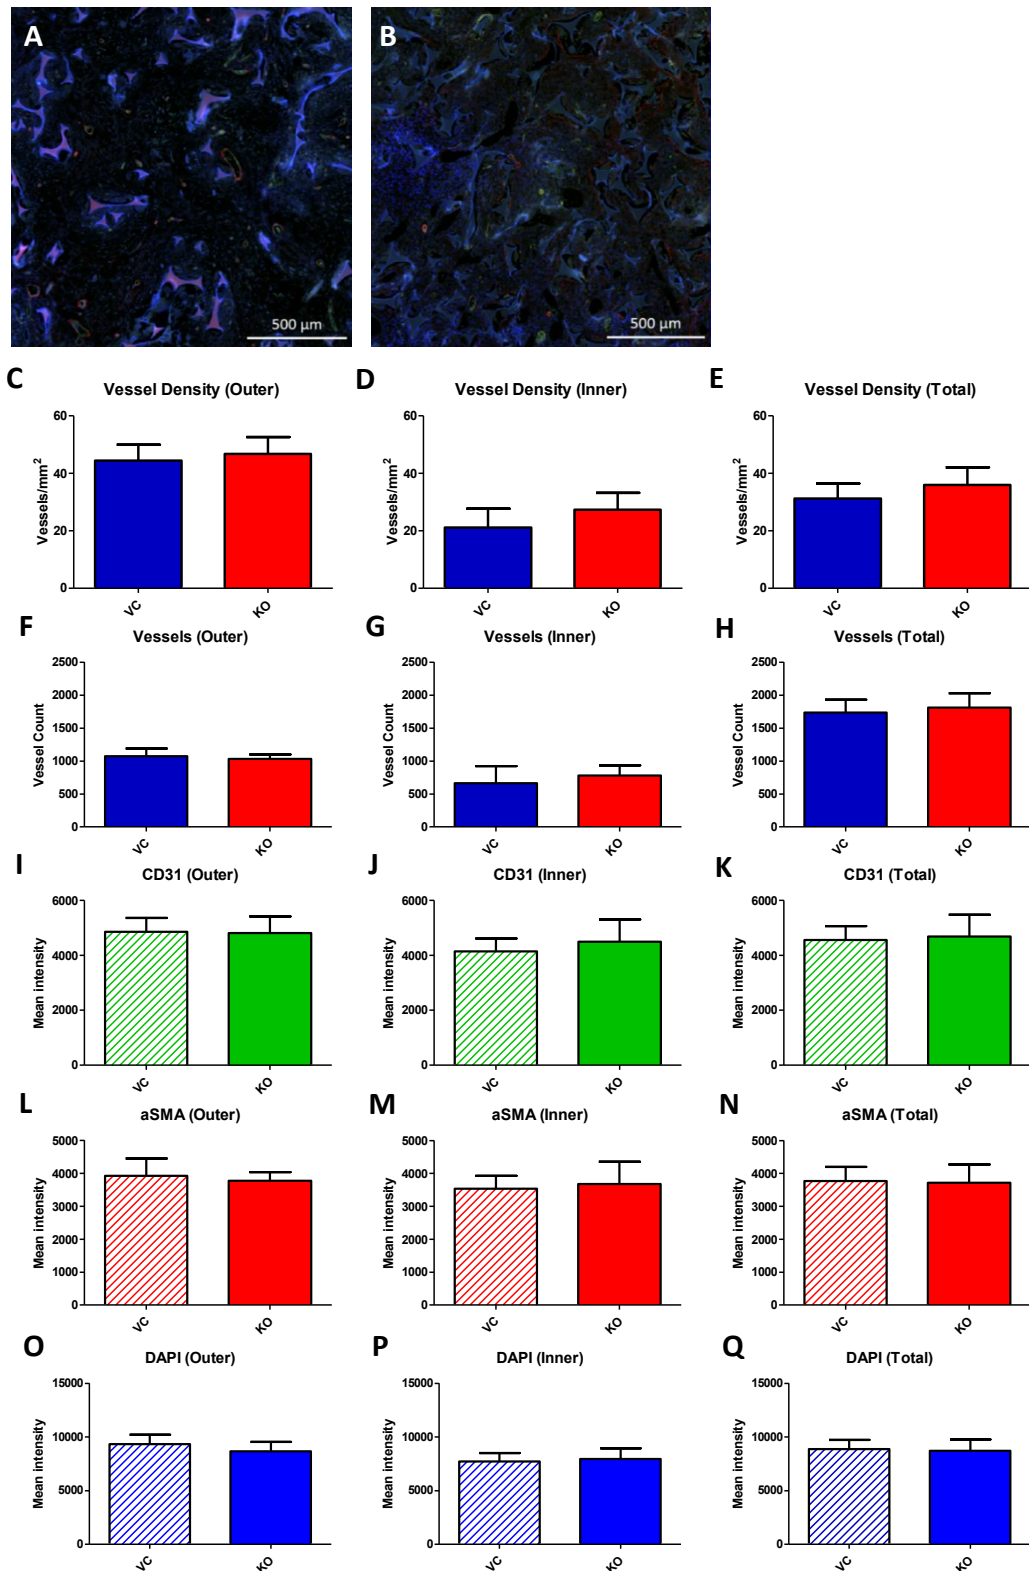 A
B
500 µm
500 µm
C
Vessel Density (Outer)
Vessels/mm²
60
40
20
0
VC
KO
D
Vessel Density (Inner)
Vessels/mm²
60
40
20
0
VC
KO
E
Vessel Density (Total)
Vessels/mm²
60
40
20
0
VC
KO
F
Vessels (Outer)
Vessel Count
2500
2000
1500
1000
500
0
VC
KO
G
Vessels (Inner)
Vessel Count
2500
2000
1500
1000
500
0
VC
KO
H
Vessels (Total)
Vessel Count
2500
2000
1500
1000
500
0
VC
KO
I
CD31 (Outer)
Mean intensity
6000
4000
2000
0
VC
KO
J
CD31 (Inner)
Mean intensity
6000
4000
2000
0
VC
KO
K
CD31 (Total)
Mean intensity
6000
4000
2000
0
VC
KO
L
aSMA (Outer)
Mean intensity
5000
4000
3000
2000
1000
0
VC
KO
M
aSMA (Inner)
Mean intensity
5000
4000
3000
2000
1000
0
VC
KO
N
aSMA (Total)
Mean intensity
5000
4000
3000
2000
1000
0
VC
KO
O
DAPI (Outer)
Mean intensity
15000
10000
5000
0
VC
KO
P
DAPI (Inner)
Mean intensity
15000
10000
5000
0
VC
KO
Q
DAPI (Total)
Mean intensity
15000
10000
5000
0
VC
KO